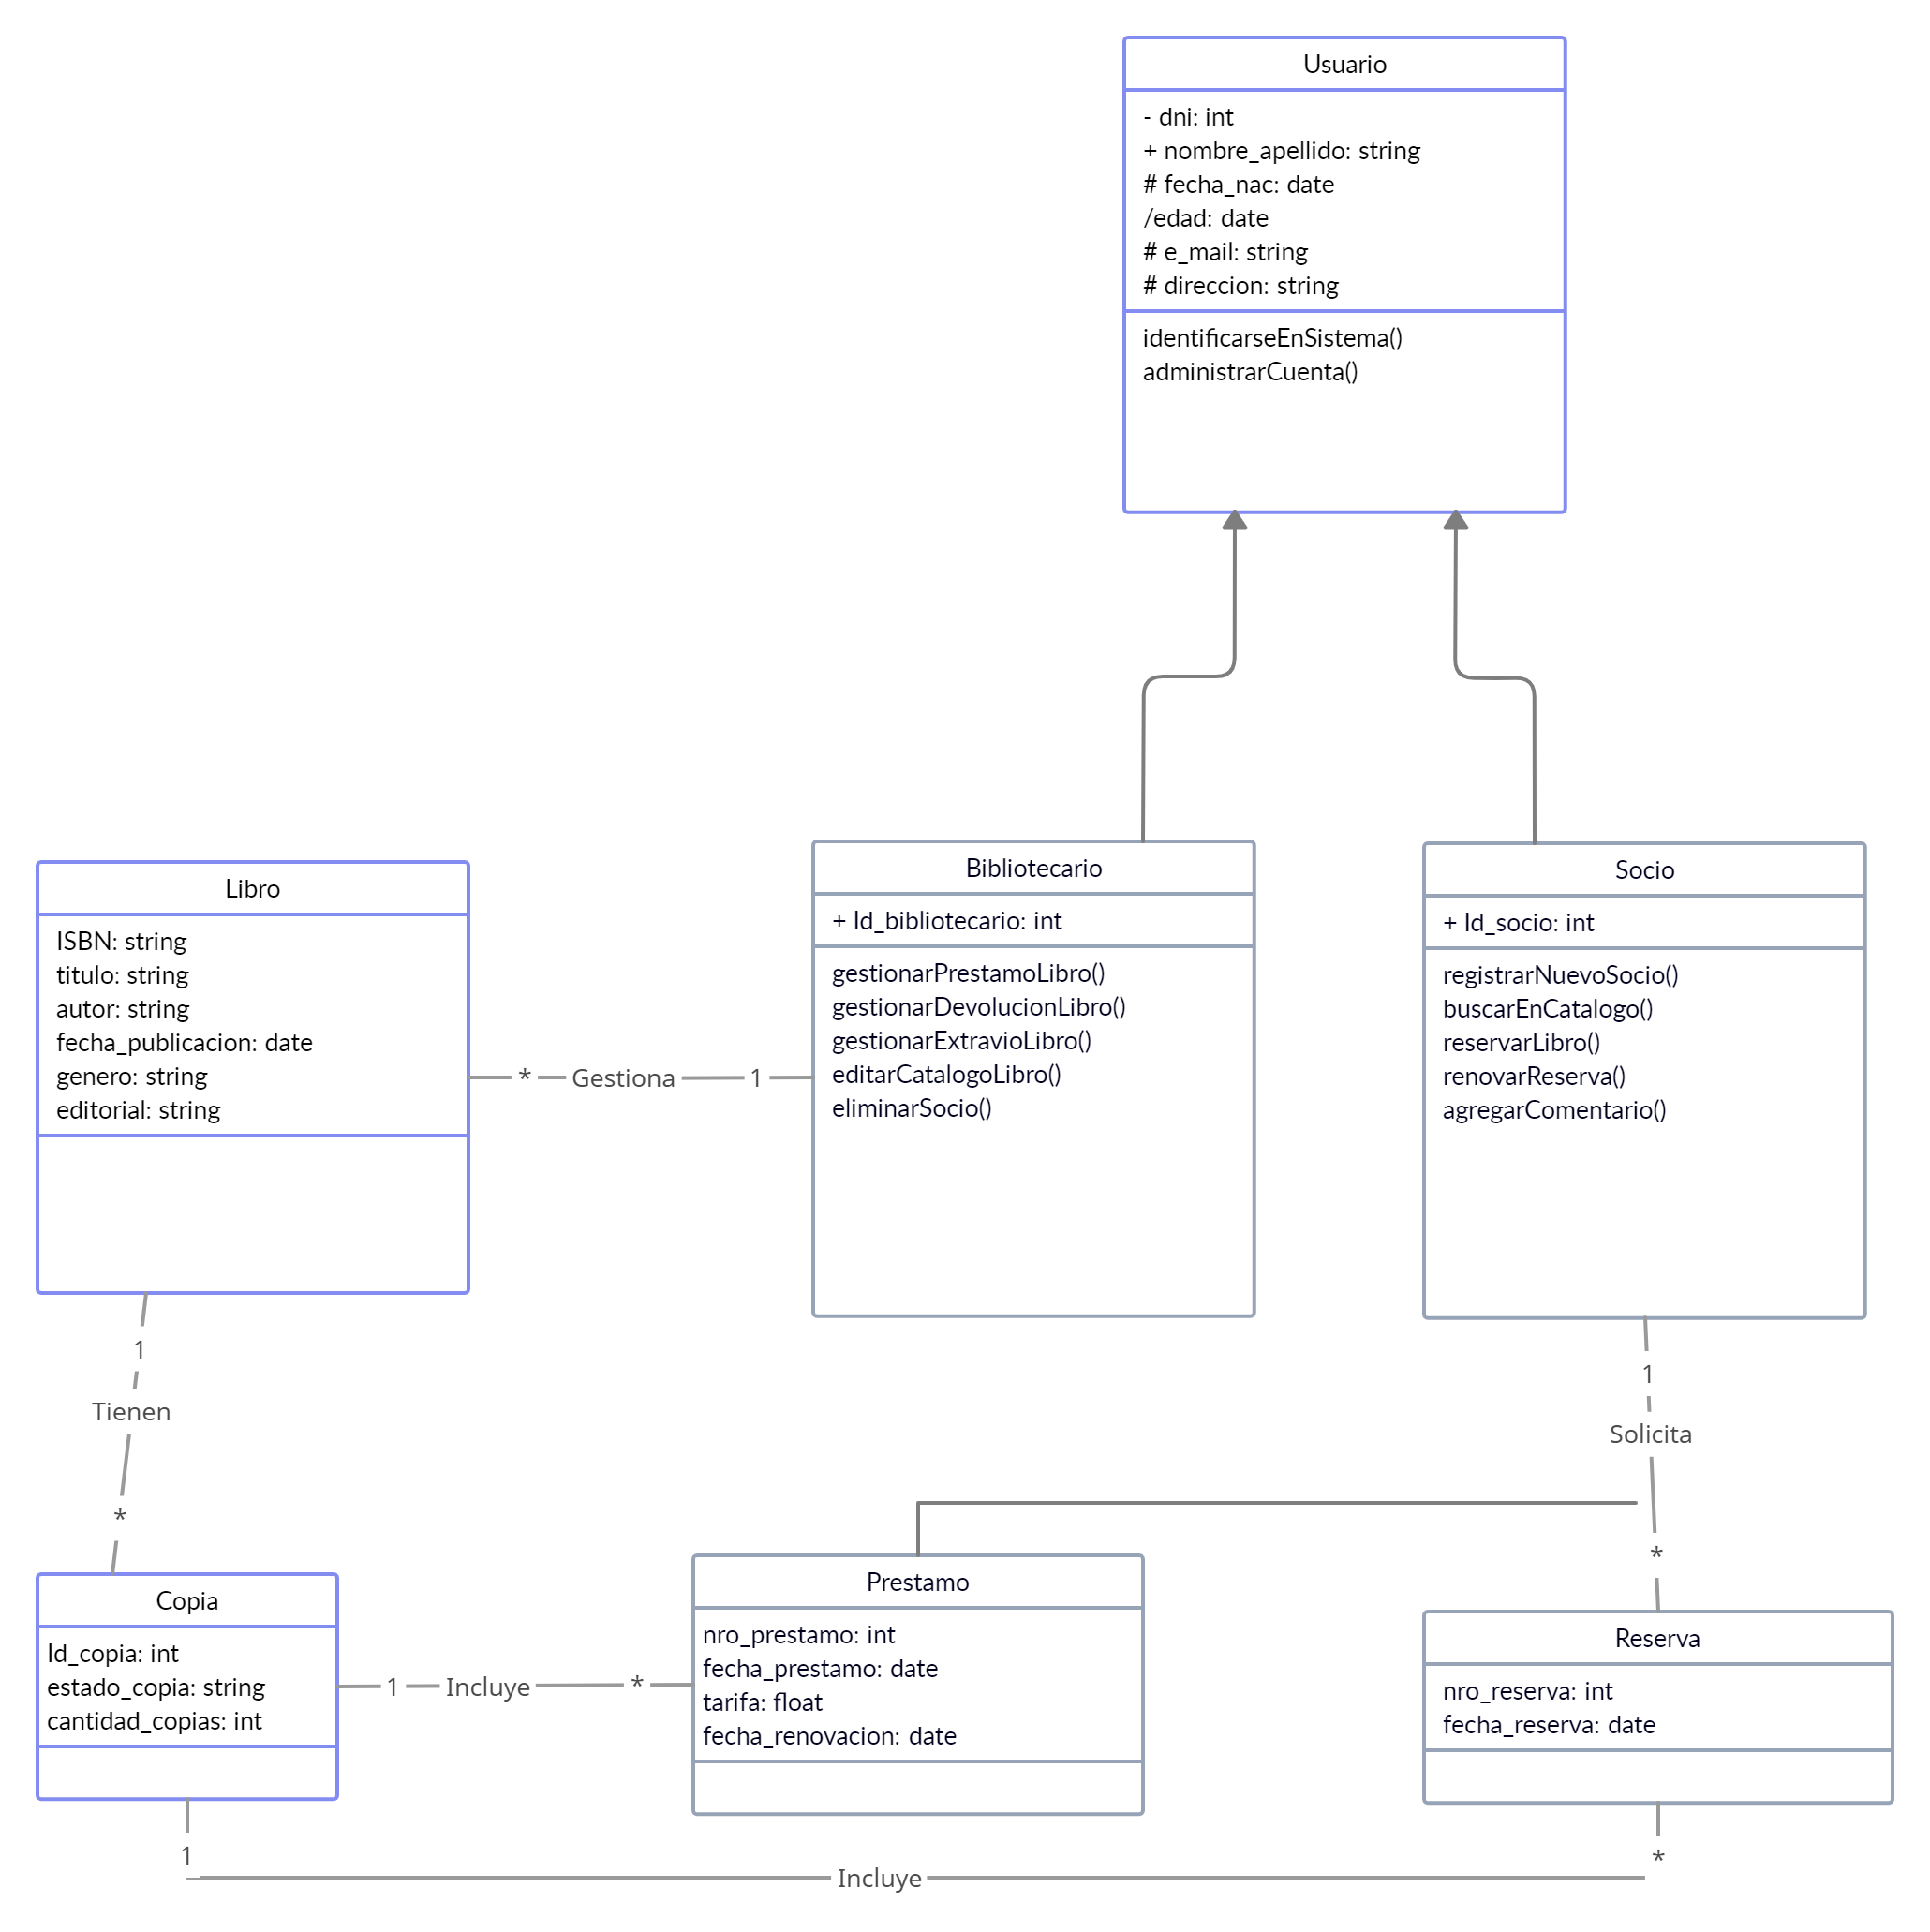 Usuario
- dni: int
+ nombre_apellido: string
# fecha_nac: date
/edad: date
# e_mail: string
# direccion: string
identificarseEnSistema()
administrarCuenta()
Libro
ISBN: string
titulo: string
autor: string
fecha_publicacion: date
genero: string
editorial: string
* Gestiona 1
Bibliotecario
+ Id_bibliotecario: int
gestionarPrestamoLibro()
gestionarDevolucionLibro()
gestionarExtravioLibro()
editarCatalogoLibro()
eliminarSocio()
Socio
+ Id_socio: int
registrarNuevoSocio()
buscarEnCatalogo()
reservarLibro()
renovarReserva()
agregarComentario()
1
Tienen
*
1
Solicita
*
Copia
Id_copia: int
estado_copia: string
cantidad_copias: int
1 Incluye *
Prestamo
nro_prestamo: int
fecha_prestamo: date
tarifa: float
fecha_renovacion: date
Reserva
nro_reserva: int
fecha_reserva: date
1
Incluye
*